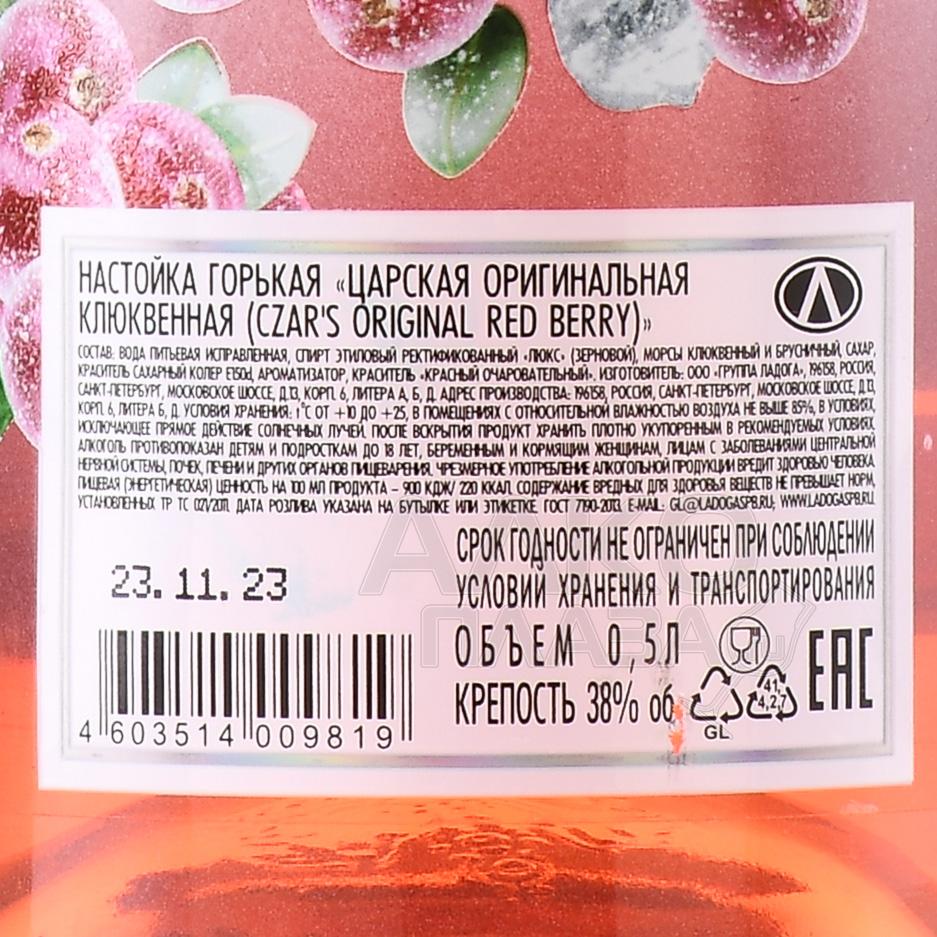 НАСТОЙКА ГОРЬКАЯ «ЦАРСКАЯ ОРИГИНАЛЬНАЯ
КЛЮКВЕННАЯ (CZAR'S ORIGINAL RED BERRY)»
СОСТАВ: ВОДА ПИТЬЕВАЯ ИСПРАВЛЕННАЯ, СПИРТ ЭТИЛОВЫЙ РЕКТИФИКОВАННЫЙ «ЛЮКС» (ЗЕРНОВОЙ), МОРСЫ КЛЮКВЕННЫЙ И БРУСНИЧНЫЙ, САХАР,
КРАСИТЕЛЬ САХАРНЫЙ КОЛЕР Е150d, АРОМАТИЗАТОР, КРАСИТЕЛЬ «КРАСНЫЙ ОЧАРОВАТЕЛЬНЫЙ». ИЗГОТОВИТЕЛЬ: ООО «ГРУППА ЛАДОГА», 196158, РОССИЯ,
САНКТ-ПЕТЕРБУРГ, МОСКОВСКОЕ ШОССЕ, Д.13, КОРП. 6, ЛИТЕРА А, Б, Д. АДРЕС ПРОИЗВОДСТВА: 196158, РОССИЯ, САНКТ-ПЕТЕРБУРГ, МОСКОВСКОЕ ШОССЕ, Д.13,
КОРП. 6, ЛИТЕРА Б, Д. УСЛОВИЯ ХРАНЕНИЯ: t°C ОТ +10 ДО +25, В ПОМЕЩЕНИЯХ С ОТНОСИТЕЛЬНОЙ ВЛАЖНОСТЬЮ ВОЗДУХА НЕ ВЫШЕ 85%, В УСЛОВИЯХ,
ИСКЛЮЧАЮЩЕЕ ПРЯМОЕ ДЕЙСТВИЕ СОЛНЕЧНЫХ ЛУЧЕЙ. ПОСЛЕ ВСКРЫТИЯ ПРОДУКТ ХРАНИТЬ ПЛОТНО УКУПОРЕННЫМ В РЕКОМЕНДУЕМЫХ УСЛОВИЯХ.
АЛКОГОЛЬ ПРОТИВОПОКАЗАН ДЕТЯМ И ПОДРОСТКАМ ДО 18 ЛЕТ, БЕРЕМЕННЫМ И КОРМЯЩИМ ЖЕНЩИНАМ, ЛИЦАМ С ЗАБОЛЕВАНИЯМИ ЦЕНТРАЛЬНОЙ
НЕРВНОЙ СИСТЕМЫ, ПОЧЕК, ПЕЧЕНИ И ДРУГИХ ОРГАНОВ ПИЩЕВАРЕНИЯ. ЧРЕЗМЕРНОЕ УПОТРЕБЛЕНИЕ АЛКОГОЛЬНОЙ ПРОДУКЦИИ ВРЕДИТ ЗДОРОВЬЮ ЧЕЛОВЕКА.
ПИЩЕВАЯ (ЭНЕРГЕТИЧЕСКАЯ) ЦЕННОСТЬ НА 100 МЛ ПРОДУКТА – 900 КДЖ/ 220 ККАЛ. СОДЕРЖАНИЕ ВРЕДНЫХ ДЛЯ ЗДОРОВЬЯ ВЕЩЕСТВ НЕ ПРЕВЫШАЕТ НОРМ,
УСТАНОВЛЕННЫХ ТР ТС 021/2011. ДАТА РОЗЛИВА УКАЗАНА НА БУТЫЛКЕ ИЛИ ЭТИКЕТКЕ. ГОСТ 7190-2013. E-MAIL: GL@LADOGASPB.RU; WWW.LADOGASPB.RU.
СРОК ГОДНОСТИ НЕ ОГРАНИЧЕН ПРИ СОБЛЮДЕНИИ
УСЛОВИЙ ХРАНЕНИЯ И ТРАНСПОРТИРОВАНИЯ
23.11.23
ОБЪЕМ 0,5Л
КРЕПОСТЬ 38% об
GL
41
4,2,7
EAC
4 603514 009819
АЛКО
ГЛАВА